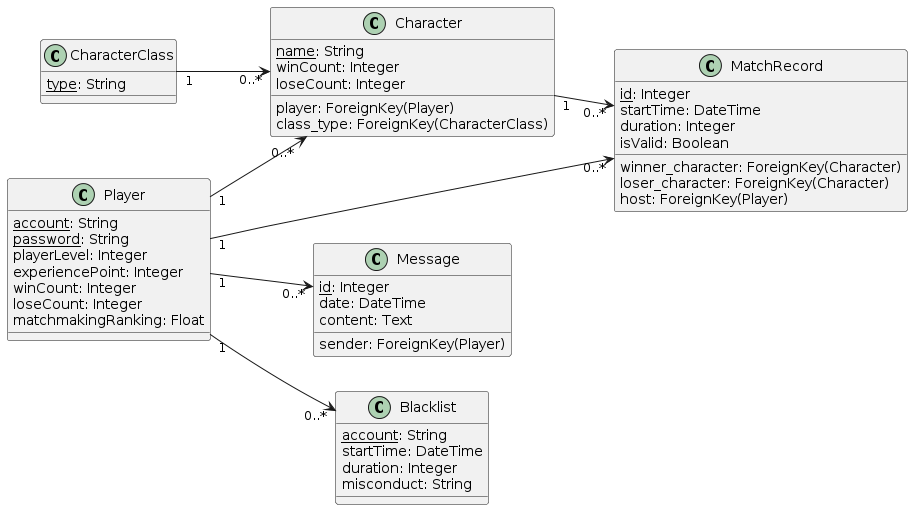 C CharacterClass
type: String
C Character
name: String
winCount: Integer
loseCount: Integer
player: ForeignKey(Player)
class_type: ForeignKey(CharacterClass)
C MatchRecord
id: Integer
startTime: DateTime
duration: Integer
isValid: Boolean
winner_character: ForeignKey(Character)
loser_character: ForeignKey(Character)
host: ForeignKey(Player)
C Player
account: String
password: String
playerLevel: Integer
experiencePoint: Integer
winCount: Integer
loseCount: Integer
matchmakingRanking: Float
C Message
id: Integer
date: DateTime
content: Text
sender: ForeignKey(Player)
C Blacklist
account: String
startTime: DateTime
duration: Integer
misconduct: String
1
0..*
1
0..*
1
0..*
1
0..*
1
0..*
1
0..*